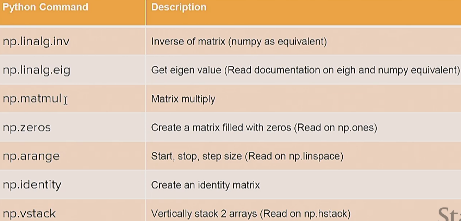 Python Command Description
np.linalg.inv Inverse of matrix (numpy as equivalent)
np.linalg.eig Get eigen value (Read documentation on eigh and numpy equivalent)
np.matmul Matrix multiply
np.zeros Create a matrix filled with zeros (Read on np.ones)
np.arange Start, stop, step size (Read on np.linspace)
np.identity Create an identity matrix
np.vstack Vertically stack 2 arrays (Read on np.hstack)